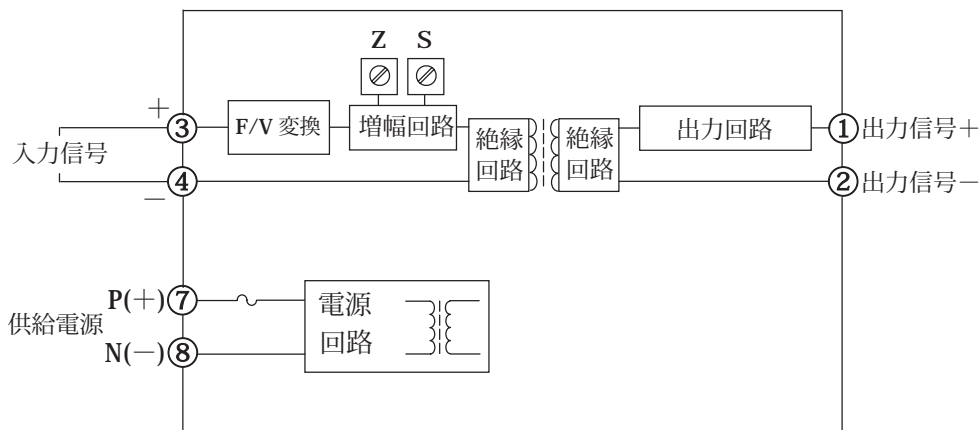 Z S
+
③ F/V 変換 増幅回路 絶縁回路 絶縁回路 出力回路 ① 出力信号+
入力信号
④ ② 出力信号−
−
P(+) ⑦ 電源回路
供給電源
N(−) ⑧